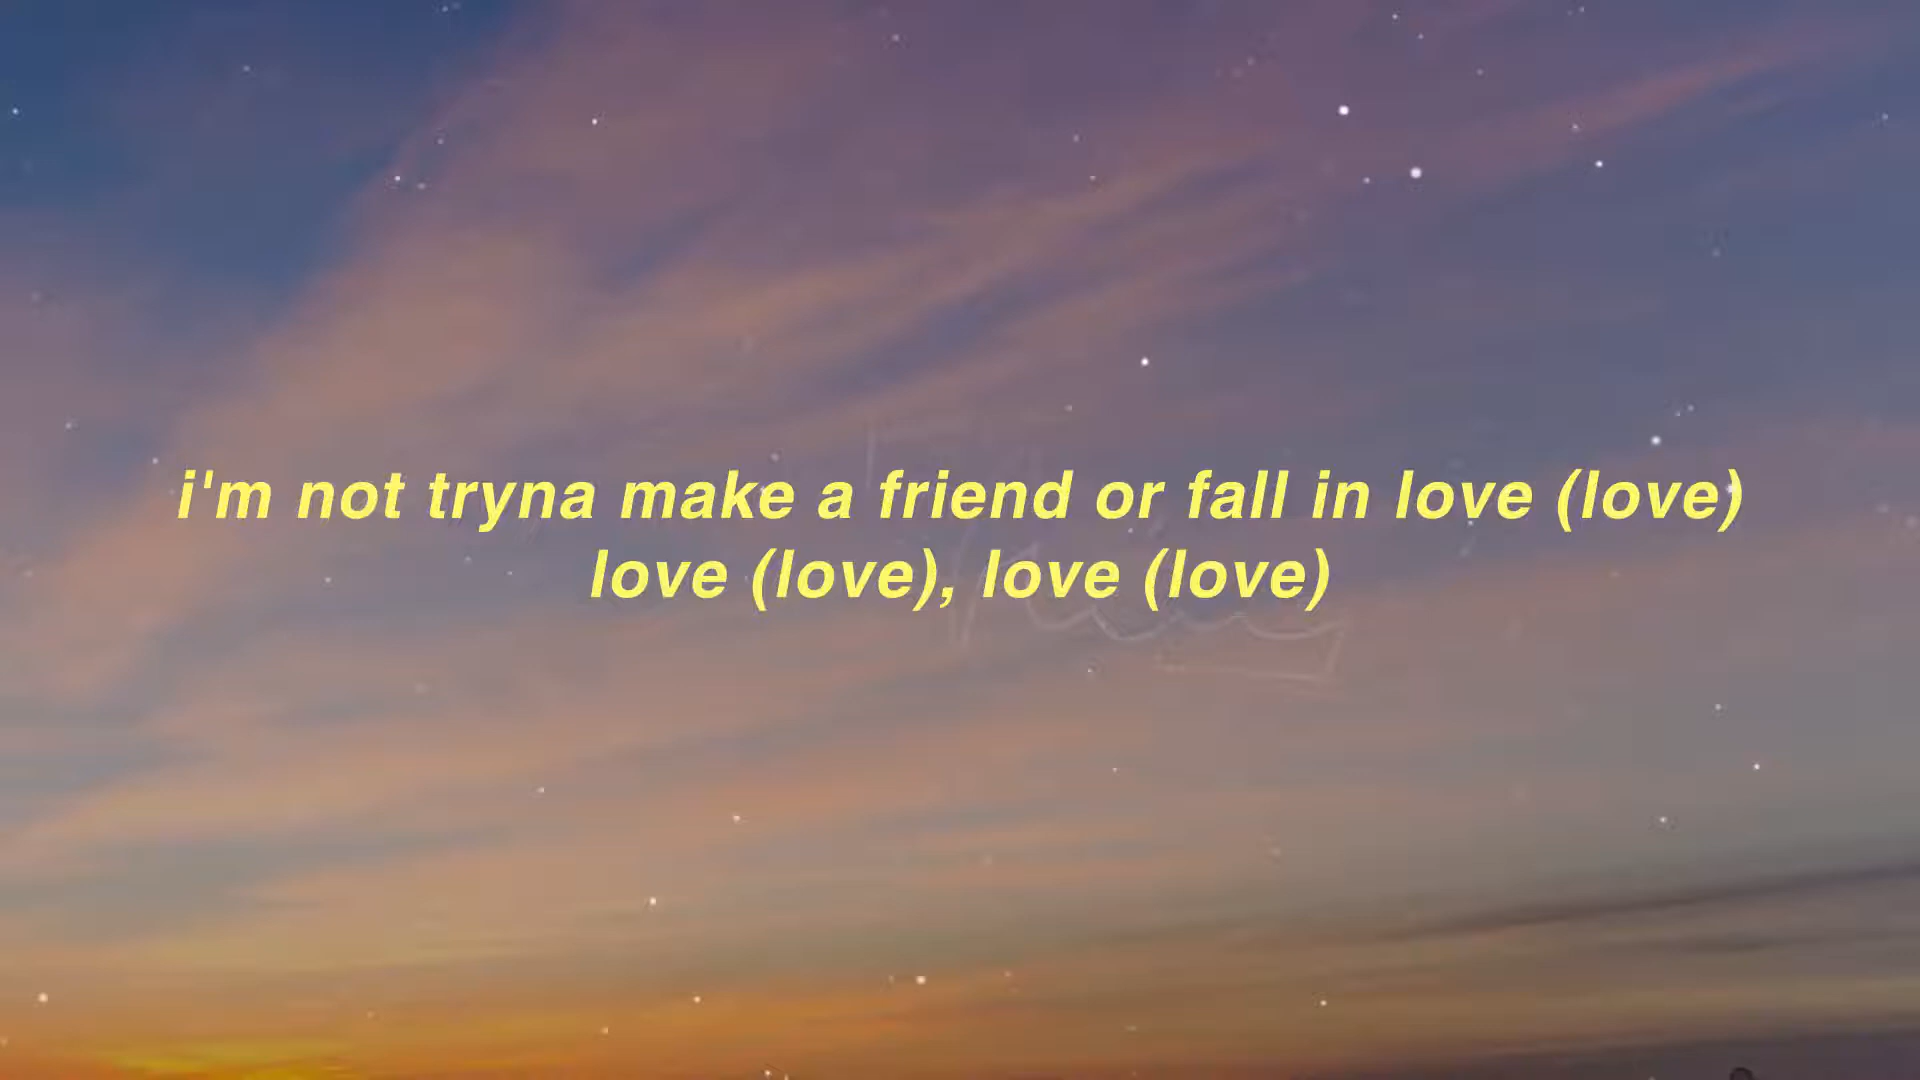 i'm not tryna make a friend or fall in love (love)
love (love), love (love)